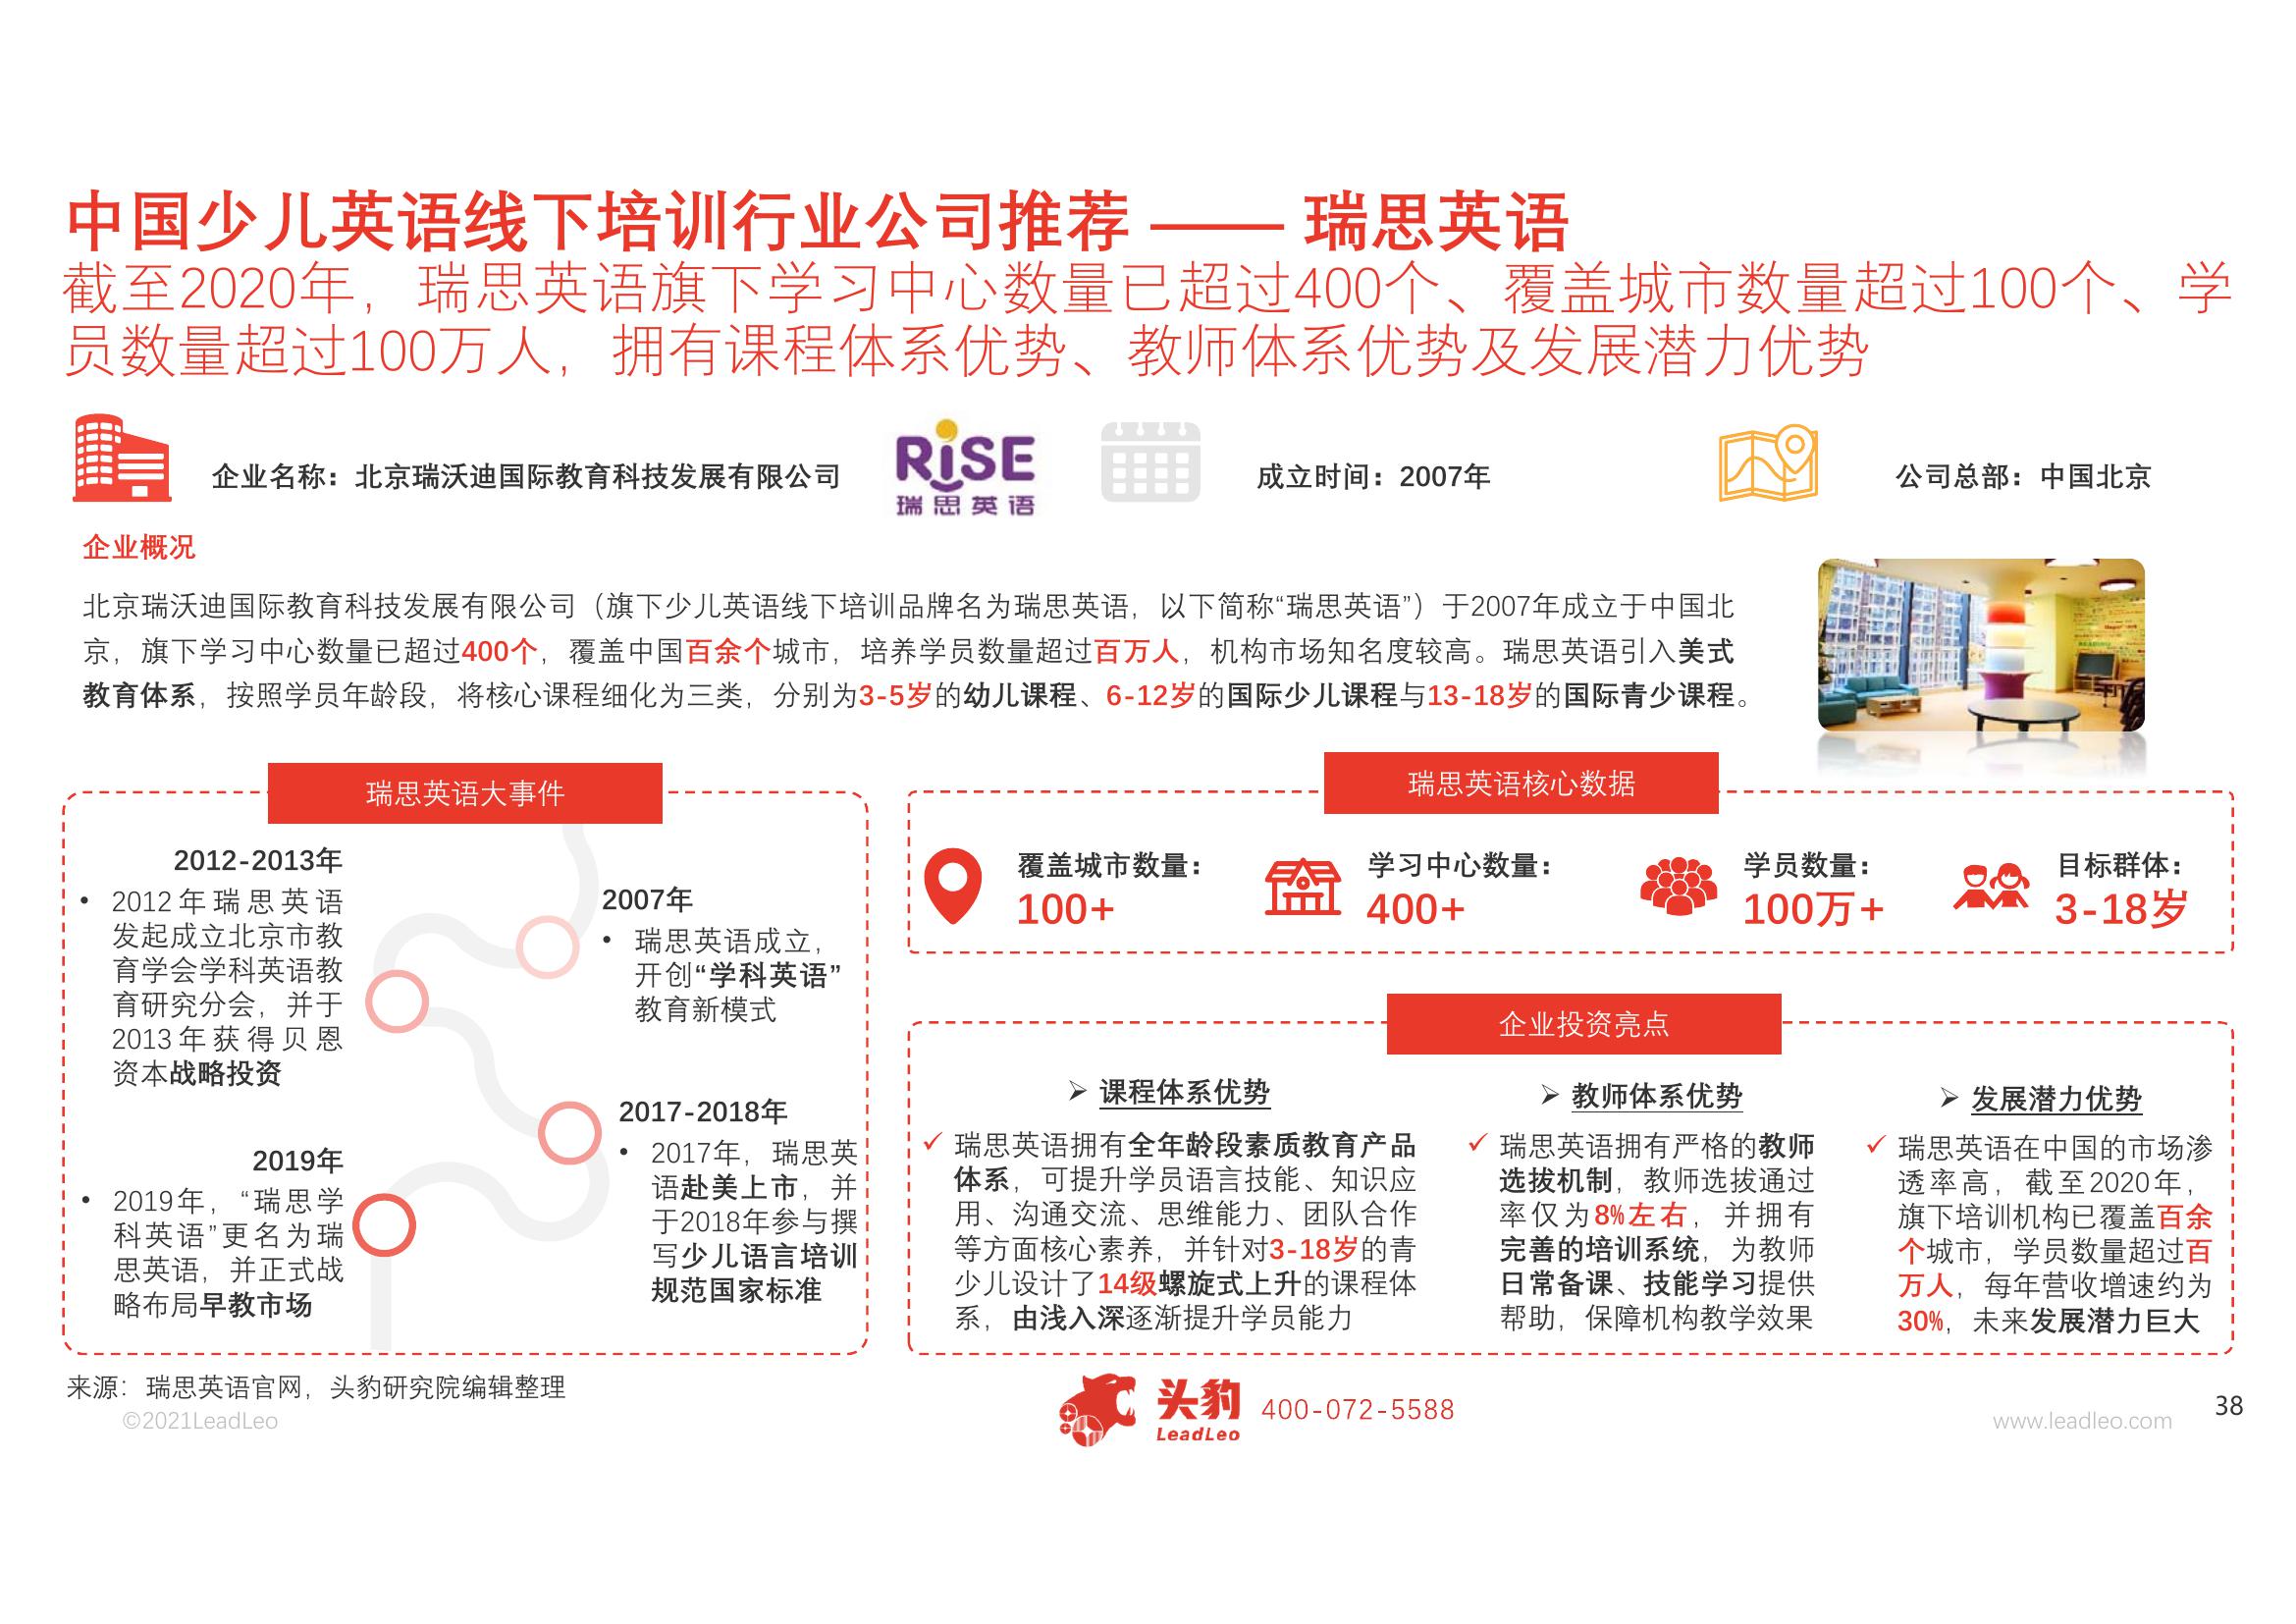 中国少儿英语线下培训行业公司推荐 —— 瑞思英语
截至2020年，瑞思英语旗下学习中心数量已超过400个、覆盖城市数量超过100个、学
员数量超过100万人，拥有课程体系优势、教师体系优势及发展潜力优势
企业名称：北京瑞沃迪国际教育科技发展有限公司
RiSE
瑞思英语
成立时间：2007年
公司总部：中国北京
企业概况
北京瑞沃迪国际教育科技发展有限公司（旗下少儿英语线下培训品牌名为瑞思英语，以下简称“瑞思英语”）于2007年成立于中国北
京，旗下学习中心数量已超过400个，覆盖中国百余个城市，培养学员数量超过百万人，机构市场知名度较高。瑞思英语引入美式
教育体系，按照学员年龄段，将核心课程细化为三类，分别为3-5岁的幼儿课程、6-12岁的国际少儿课程与13-18岁的国际青少课程。
瑞思英语大事件
2007年
• 瑞思英语成立，
开创“学科英语”
教育新模式
2012-2013年
• 2012年瑞思英语
发起成立北京市教
育学会学科英语教
育研究分会，并于
2013年获得贝恩
资本战略投资
2017-2018年
• 2017年，瑞思英
语赴美上市，并
于2018年参与撰
写少儿语言培训
规范国家标准
2019年
• 2019年，“瑞思学
科英语”更名为瑞
思英语，并正式战
略布局早教市场
瑞思英语核心数据
覆盖城市数量：
100+
学习中心数量：
400+
学员数量：
100万+
目标群体：
3-18岁
企业投资亮点
➢ 课程体系优势
✓ 瑞思英语拥有全年龄段素质教育产品
体系，可提升学员语言技能、知识应
用、沟通交流、思维能力、团队合作
等方面核心素养，并针对3-18岁的青
少儿设计了14级螺旋式上升的课程体
系，由浅入深逐渐提升学员能力
➢ 教师体系优势
✓ 瑞思英语拥有严格的教师
选拔机制，教师选拔通过
率仅为8%左右，并拥有
完善的培训系统，为教师
日常备课、技能学习提供
帮助，保障机构教学效果
➢ 发展潜力优势
✓ 瑞思英语在中国的市场渗
透率高，截至2020年，
旗下培训机构已覆盖百余
个城市，学员数量超过百
万人，每年营收增速约为
30%，未来发展潜力巨大
来源：瑞思英语官网，头豹研究院编辑整理
©2021LeadLeo
头豹
LeadLeo
400-072-5588
www.leadleo.com
38